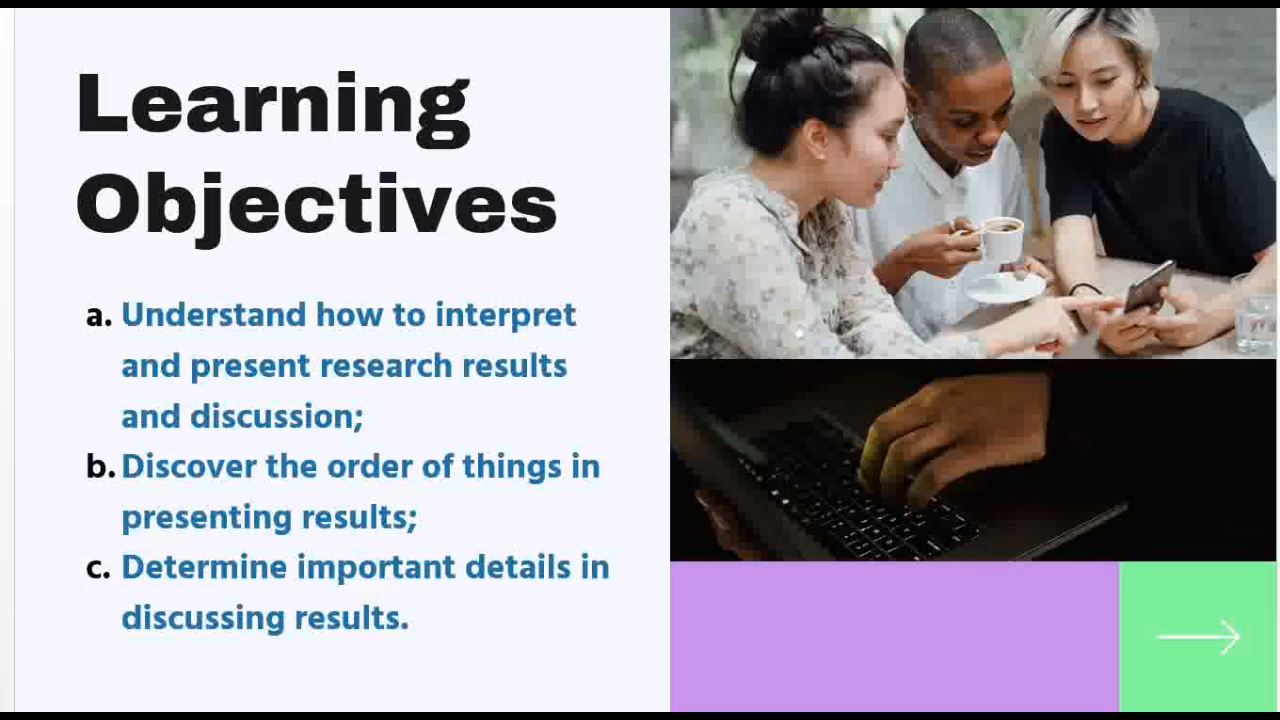 Learning
Objectives
a. Understand how to interpret
and present research results
and discussion;
b. Discover the order of things in
presenting results;
c. Determine important details in
discussing results.